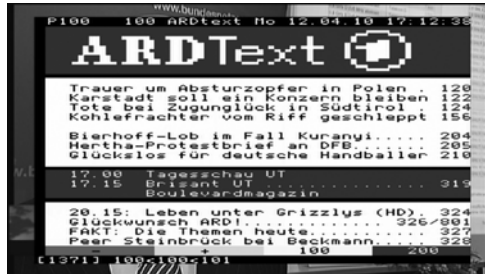 www.bundesnetz
P100 100 ARDtext Mo 12.04.10 17:12:38
ARDText 1
Trauer um Absturzopfer in Polen . 120
Karstadt soll ein Konzern bleiben 122
Tote bei Zugunglück in Südtirol . 124
Kohlefrachter vom Riff geschleppt 156
Bierhoff-Lob im Fall Kuranyi..... 204
Hertha-Protestbrief an DFB....... 205
Glückslos für deutsche Handballer 210
17.00 Tagesschau UT
17.15 Brisant UT ................ 319
Boulevardmagazin
20.15: Leben unter Grizzlys (HD). 324
Glückwunsch ARD!............. 326/801
FAKT: Die Themen heute........... 327
Peer Steinbrück bei Beckmann..... 328
- + 100 200
[1371] 100<100<101